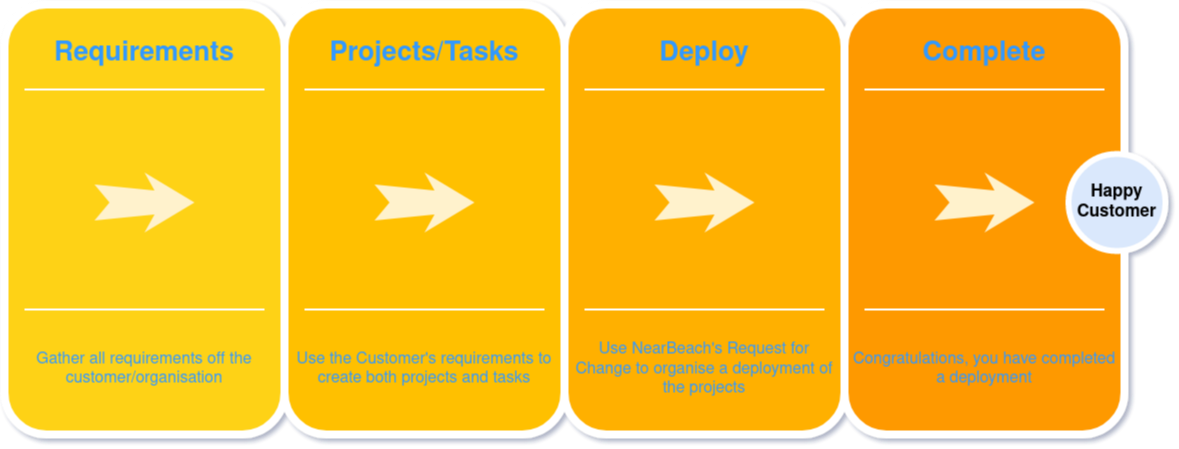 Requirements
Gather all requirements off the
customer/organisation
Projects/Tasks
Use the Customer's requirements to
create both projects and tasks
Deploy
Use NearBeach's Request for
Change to organise a deployment of
the projects
Complete
Congratulations, you have completed
a deployment
Happy
Customer